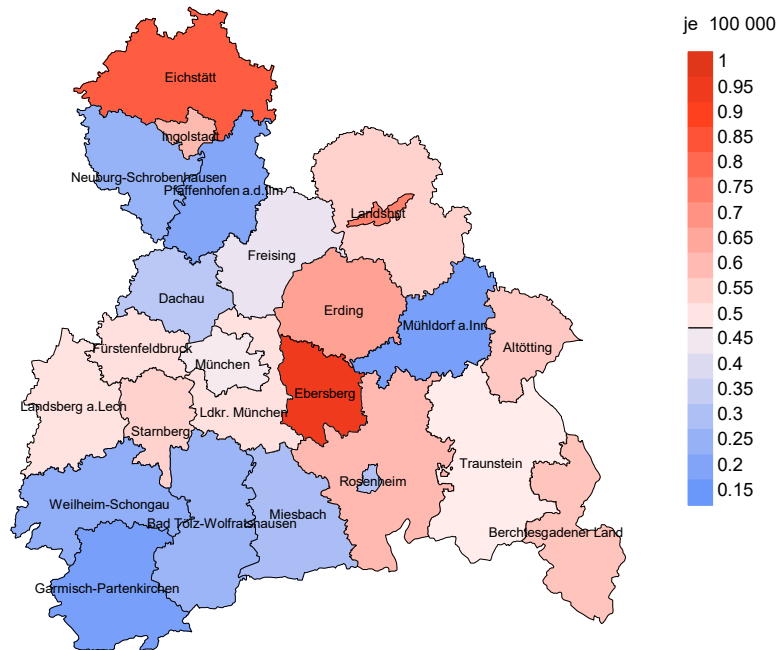 je 100 000
1
0.95
0.9
0.85
0.8
0.75
0.7
0.65
0.6
0.55
0.5
0.45
0.4
0.35
0.3
0.25
0.2
0.15
Eichstätt
Ingolstadt
Neuburg-Schrobenhausen
Pfaffenhofen a.d.Ilm
Landshut
Freising
Dachau
Erding
Mühldorf a.Inn
Altötting
Fürstenfeldbruck
München
Ebersberg
Landsberg a.Lech
Ldkr. München
Starnberg
Traunstein
Rosenheim
Weilheim-Schongau
Miesbach
Bad Tölz-Wolfratshausen
Berchtesgadener Land
Garmisch-Partenkirchen